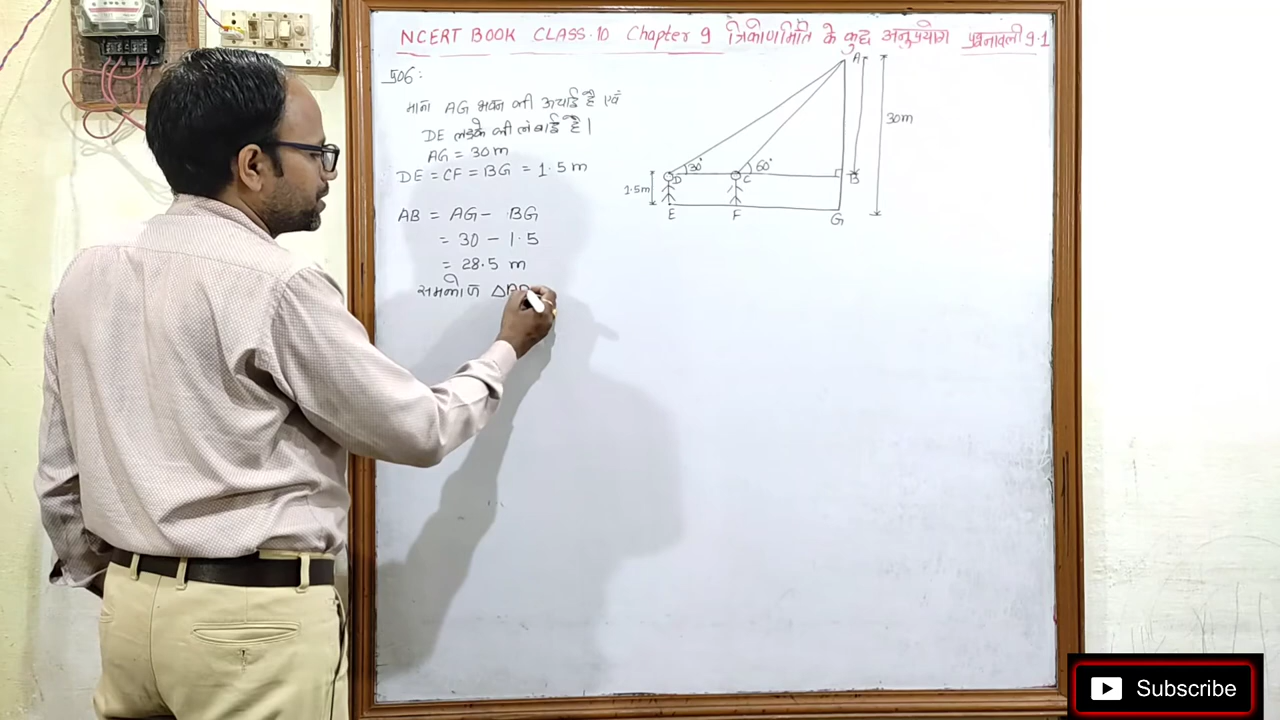 NCERT BOOK CLASS-10 Chapter 9 त्रिकोणमिति के कुछ अनुप्रयोग प्रश्नावली 9.1
प्र06:
माना AG भवन की ऊचाई है एवं
DE लड़के की लंबाई है।
AG = 30 m
DE = CF = BG = 1.5 m
AB = AG - BG
= 30 - 1.5
= 28.5 m
समकोण △AB
A
30m
30°
60°
D
C
B
1.5m
E
F
G
Subscribe